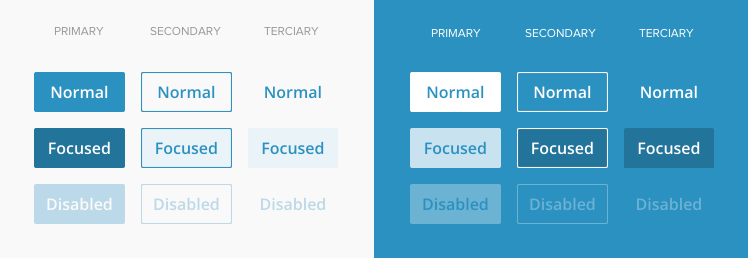 PRIMARY SECONDARY TERCIARY PRIMARY SECONDARY TERCIARY
Normal Normal Normal Normal Normal Normal
Focused Focused Focused Focused Focused Focused
Disabled Disabled Disabled Disabled Disabled Disabled